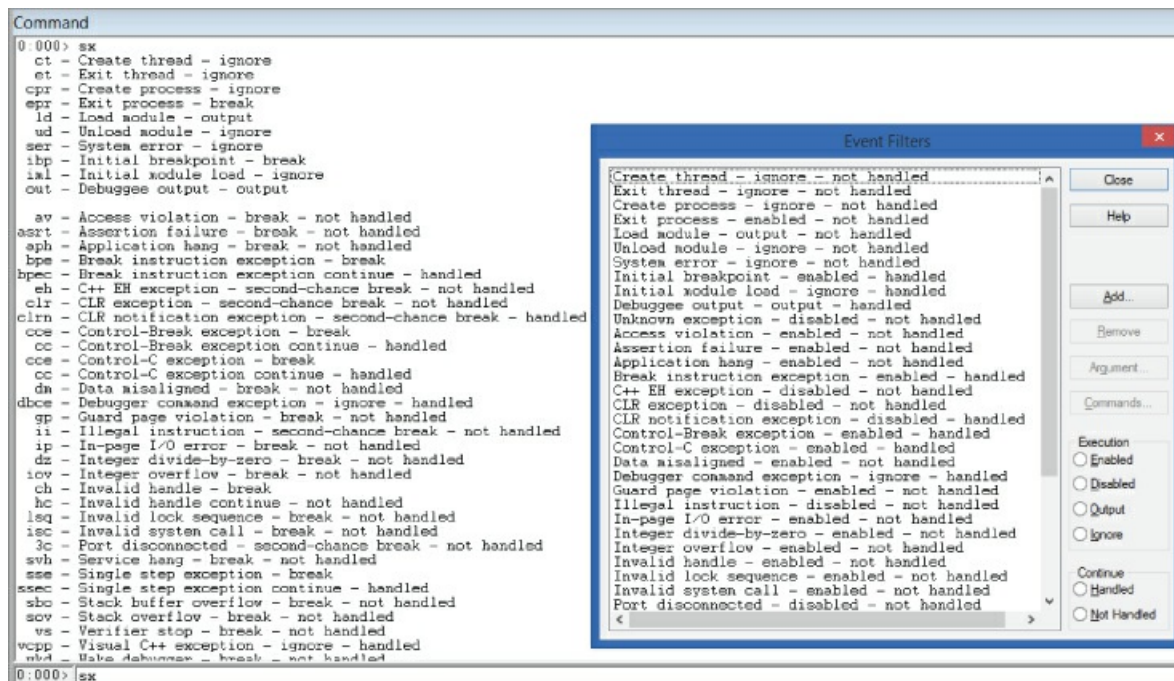 Command
0:000> sx
ct - Create thread - ignore
et - Exit thread - ignore
cpr - Create process - ignore
epr - Exit process - break
ld - Load module - output
ud - Unload module - ignore
ser - System error - ignore
ibp - Initial breakpoint - break
iml - Initial module load - ignore
out - Debuggee output - output
av - Access violation - break - not handled
asrt - Assertion failure - break - not handled
aph - Application hang - break - not handled
bpe - Break instruction exception - break
bpec - Break instruction exception continue - handled
eh - C++ EH exception - second-chance break - not handled
clr - CLR exception - second-chance break - not handled
clrn - CLR notification exception - second-chance break - handled
cce - Control-Break exception - break
cc - Control-Break exception continue - handled
cce - Control-C exception - break
cc - Control-C exception continue - handled
dm - Data misaligned - break - not handled
dbce - Debugger command exception - ignore - handled
gp - Guard page violation - break - not handled
ii - Illegal instruction - second-chance break - not handled
ip - In-page I/O error - break - not handled
dz - Integer divide-by-zero - break - not handled
iov - Integer overflow - break - not handled
ch - Invalid handle - break
hc - Invalid handle continue - not handled
lsq - Invalid lock sequence - break - not handled
isc - Invalid system call - break - not handled
3c - Port disconnected - second-chance break - not handled
svh - Service hang - break - not handled
sse - Single step exception - break
ssec - Single step exception continue - handled
sbo - Stack buffer overflow - break - not handled
sov - Stack overflow - break - not handled
vs - Verifier stop - break - not handled
vcpp - Visual C++ exception - ignore - handled
wkd - Wake debugger - break - not handled
0:000> sx
Event Filters
Create thread - ignore - not handled
Exit thread - ignore - not handled
Create process - ignore - not handled
Exit process - enabled - not handled
Load module - output - not handled
Unload module - ignore - not handled
System error - ignore - not handled
Initial breakpoint - enabled - handled
Initial module load - ignore - handled
Debuggee output - output - handled
Unknown exception - disabled - not handled
Access violation - enabled - not handled
Assertion failure - enabled - not handled
Application hang - enabled - not handled
Break instruction exception - enabled - handled
C++ EH exception - disabled - not handled
CLR exception - disabled - not handled
CLR notification exception - disabled - handled
Control-Break exception - enabled - handled
Control-C exception - enabled - handled
Data misaligned - enabled - not handled
Debugger command exception - ignore - handled
Guard page violation - enabled - not handled
Illegal instruction - disabled - not handled
In-page I/O error - enabled - not handled
Integer divide-by-zero - enabled - not handled
Integer overflow - enabled - not handled
Invalid handle - enabled - not handled
Invalid lock sequence - enabled - not handled
Invalid system call - enabled - not handled
Port disconnected - disabled - not handled
Close
Help
Add...
Remove
Argument...
Commands...
Execution
Enabled
Disabled
Output
Ignore
Continue
Handled
Not Handled